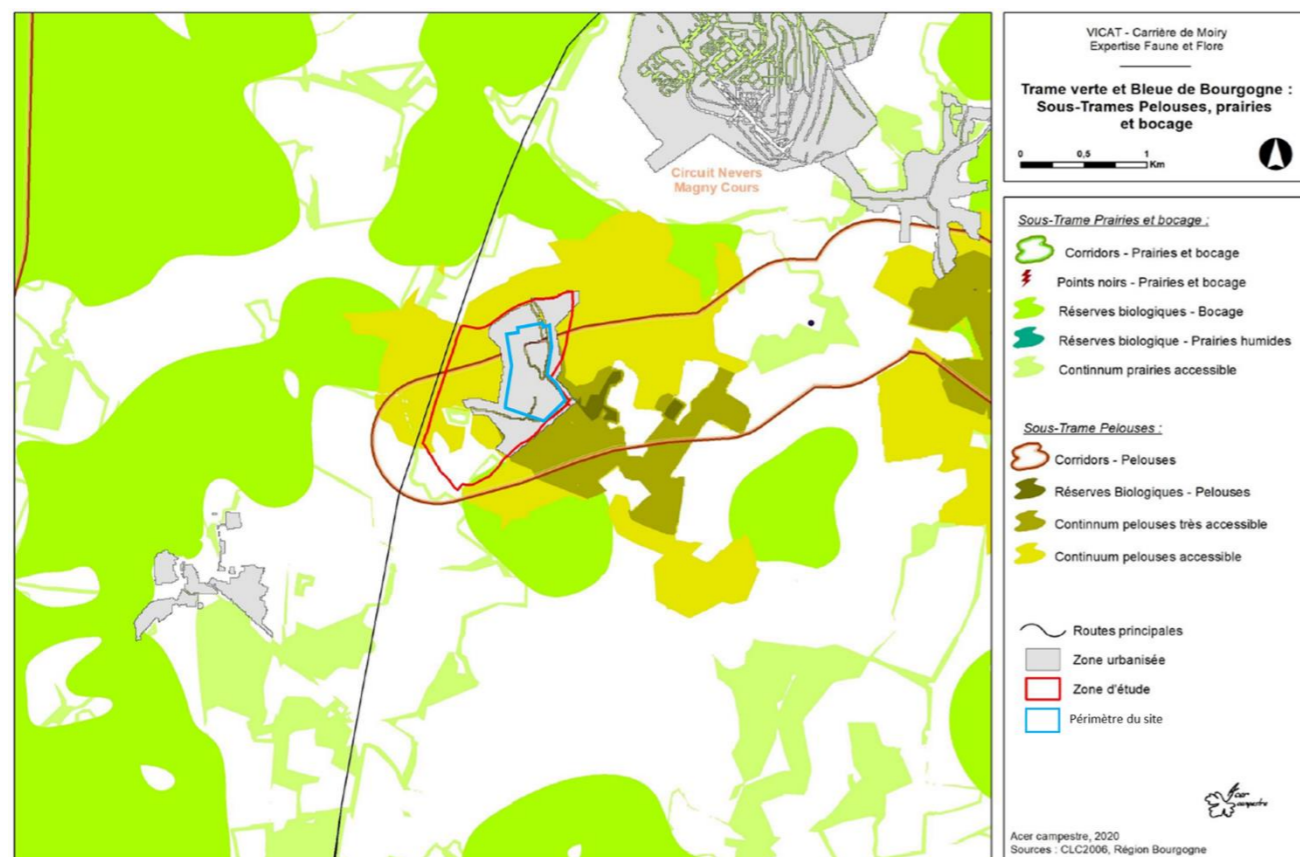 VICAT - Carrière de Moiry
Expertise Faune et Flore
Trame verte et Bleue de Bourgogne :
Sous-Trames Pelouses, prairies
et bocage
0 0,5 1
Km
Circuit Nevers
Magny Cours
Sous-Trame Prairies et bocage :
Corridors - Prairies et bocage
Points noirs - Prairies et bocage
Réserves biologiques - Bocage
Réserves biologique - Prairies humides
Continnum prairies accessible
Sous-Trame Pelouses :
Corridors - Pelouses
Réserves Biologiques - Pelouses
Continnum pelouses très accessible
Continuum pelouses accessible
Routes principales
Zone urbanisée
Zone d'étude
Périmètre du site
Acer
campestre
Acer campestre, 2020
Sources : CLC2006, Région Bourgogne